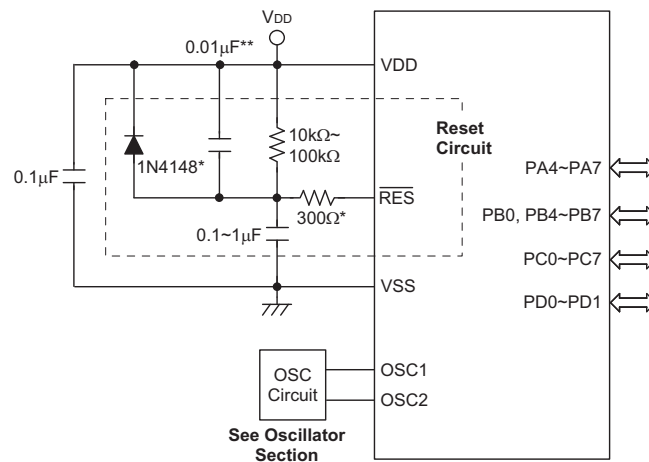 VDD
0.01μF**
VDD
10kΩ~
100kΩ
Reset
Circuit
1N4148*
0.1μF
PA4~PA7
RES
300Ω*
PB0, PB4~PB7
0.1~1μF
PC0~PC7
VSS
PD0~PD1
OSC
Circuit
OSC1
OSC2
See Oscillator
Section